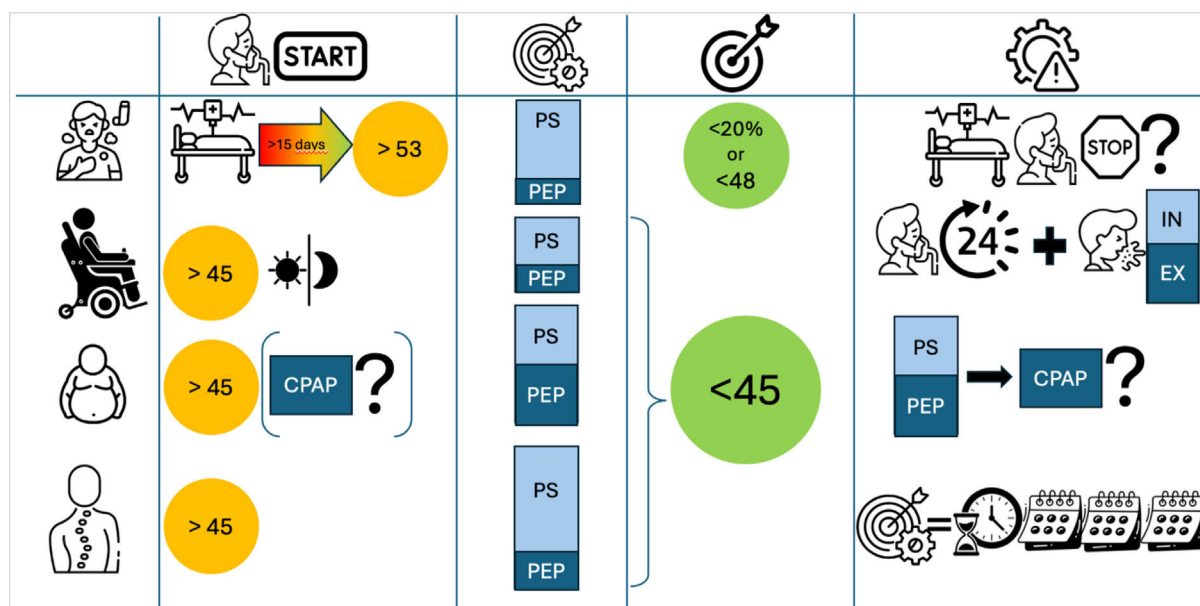 START
>15 days
> 53
PS
PEP
<20%
or
<48
STOP
?
> 45
PS
PEP
24
IN
EX
> 45
CPAP
?
PS
PEP
<45
PS
PEP
CPAP
?
> 45
PS
PEP